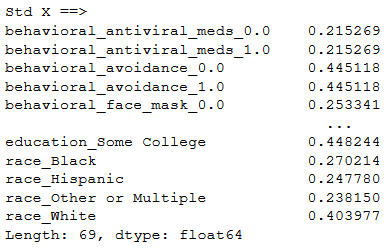 Std X ==>
behavioral_antiviral_meds_0.0    0.215269
behavioral_antiviral_meds_1.0    0.215269
behavioral_avoidance_0.0         0.445118
behavioral_avoidance_1.0         0.445118
behavioral_face_mask_0.0         0.253341
                                   ...
education_Some College           0.448244
race_Black                       0.270214
race_Hispanic                    0.247780
race_Other or Multiple           0.238150
race_White                       0.403977
Length: 69, dtype: float64